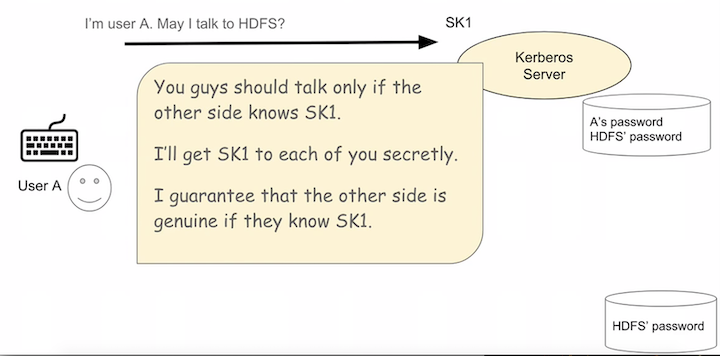 I'm user A. May I talk to HDFS?
SK1
Kerberos
Server
You guys should talk only if the
other side knows SK1.
I'll get SK1 to each of you secretly.
I guarantee that the other side is
genuine if they know SK1.
A's password
HDFS' password
User A
HDFS' password